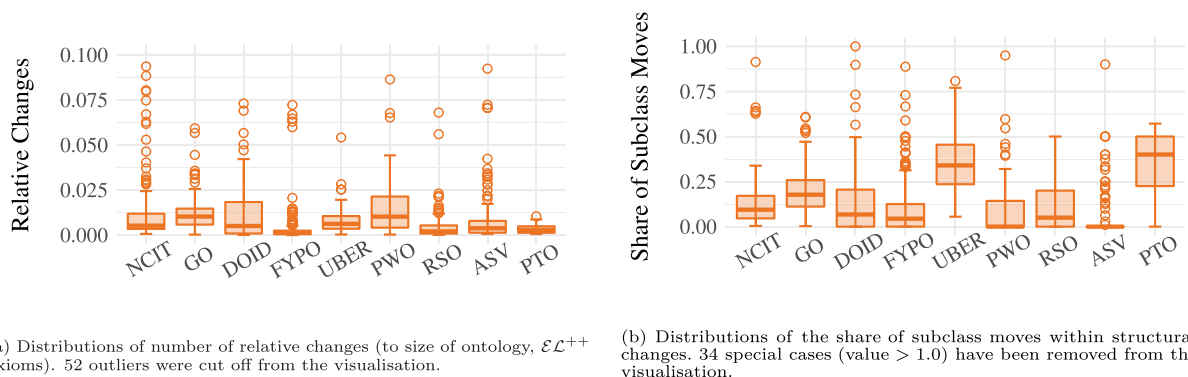 Relative Changes
0.100
0.075
0.050
0.025
0.000
NCIT GO DOID FYPO UBER PWO RSO ASV PTO
) Distributions of number of relative changes (to size of ontology, ℰℒ⁺⁺
xioms). 52 outliers were cut off from the visualisation.
Share of Subclass Moves
1.00
0.75
0.50
0.25
0.00
NCIT GO DOID FYPO UBER PWO RSO ASV PTO
(b) Distributions of the share of subclass moves within structura
changes. 34 special cases (value > 1.0) have been removed from th
visualisation.